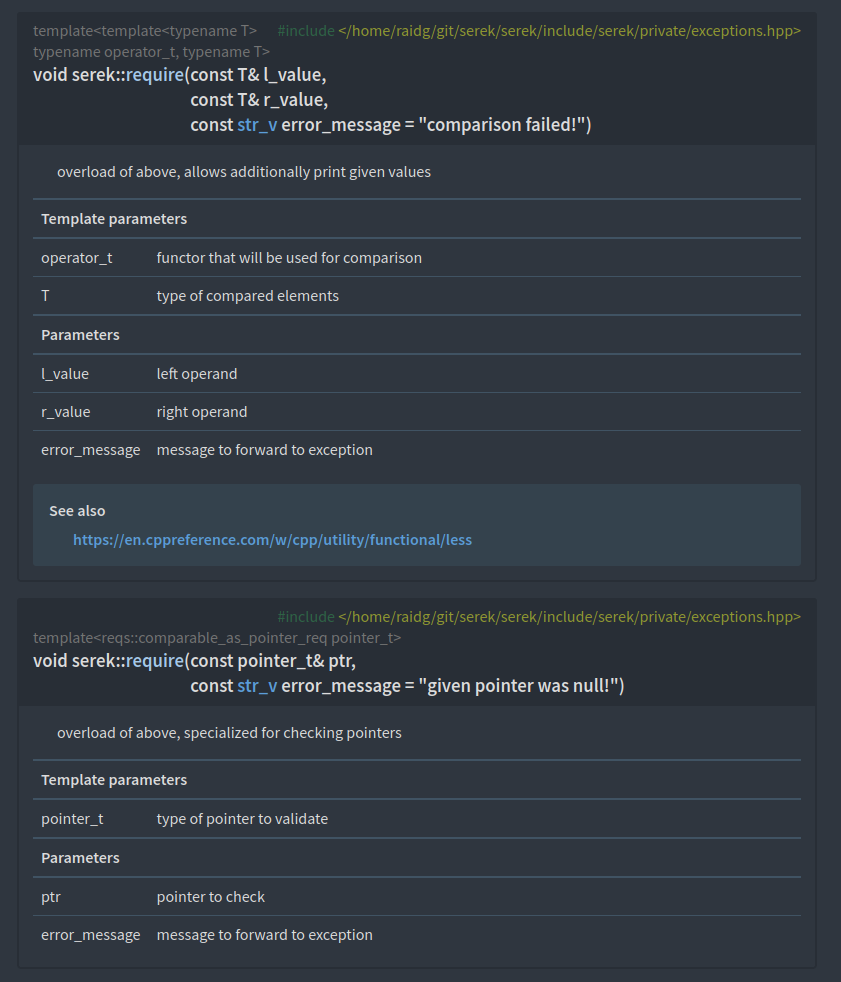 template<template<typename T> #include </home/raidg/git/serek/serek/include/serek/private/exceptions.hpp>
typename operator_t, typename T>
void serek::require(const T& l_value,
const T& r_value,
const str_v error_message = "comparison failed!")
overload of above, allows additionally print given values
Template parameters
operator_t functor that will be used for comparison
T type of compared elements
Parameters
l_value left operand
r_value right operand
error_message message to forward to exception
See also
https://en.cppreference.com/w/cpp/utility/functional/less
#include </home/raidg/git/serek/serek/include/serek/private/exceptions.hpp>
template<reqs::comparable_as_pointer_req pointer_t>
void serek::require(const pointer_t& ptr,
const str_v error_message = "given pointer was null!")
overload of above, specialized for checking pointers
Template parameters
pointer_t type of pointer to validate
Parameters
ptr pointer to check
error_message message to forward to exception